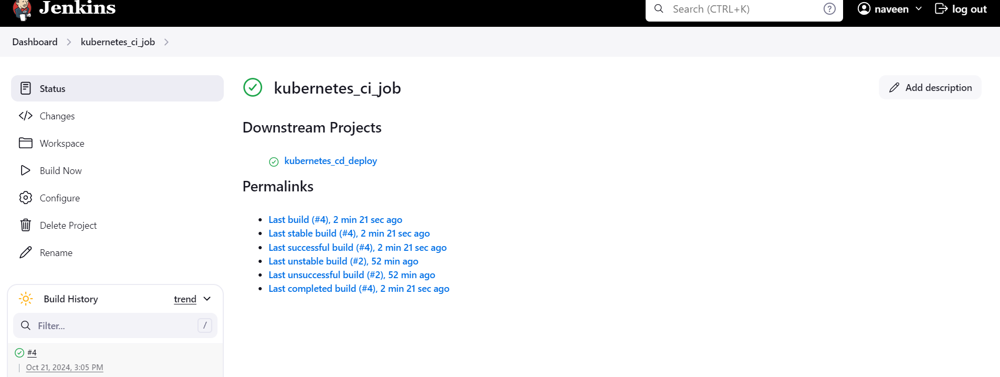 Jenkins
Search (CTRL+K)
?
naveen
log out
Dashboard
kubernetes_ci_job
Status
Changes
Workspace
Build Now
Configure
Delete Project
Rename
Build History
trend
Filter...
/
#4
Oct 21, 2024, 3:05 PM
kubernetes_ci_job
Add description
Downstream Projects
kubernetes_cd_deploy
Permalinks
Last build (#4), 2 min 21 sec ago
Last stable build (#4), 2 min 21 sec ago
Last successful build (#4), 2 min 21 sec ago
Last unstable build (#2), 52 min ago
Last unsuccessful build (#2), 52 min ago
Last completed build (#4), 2 min 21 sec ago